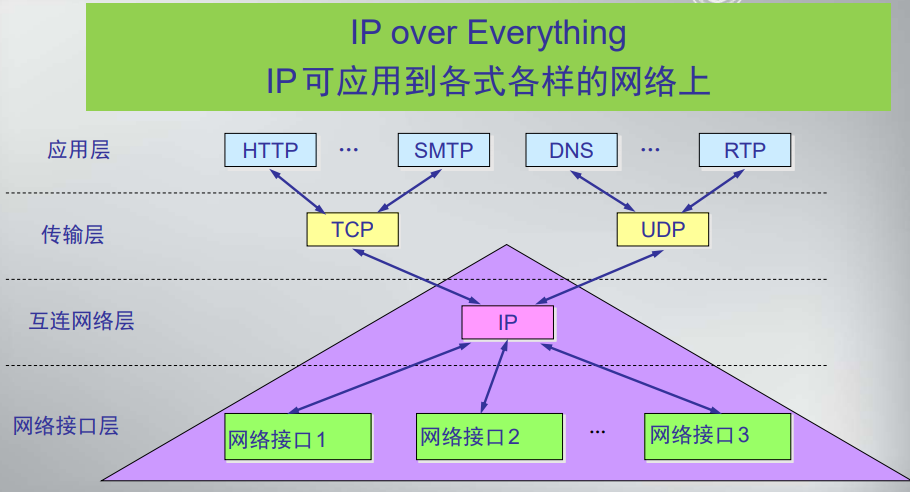 IP over Everything
IP可应用到各式各样的网络上
应用层 HTTP … SMTP DNS … RTP
传输层 TCP UDP
互连网络层 IP
网络接口层 网络接口1 网络接口2 … 网络接口3